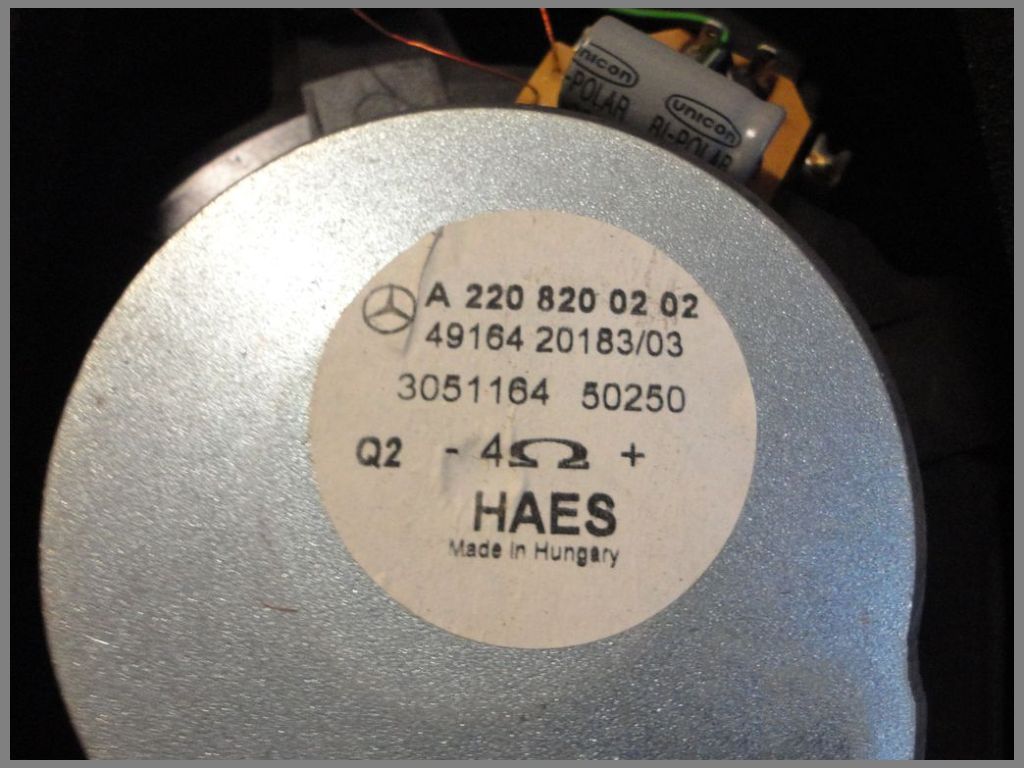 unicon
-POLAR
unicon
BI-POLAR
A 220 820 02 02
49164 20183/03
3051164 50250
Q2 - 4Ω +
HAES
Made in Hungary